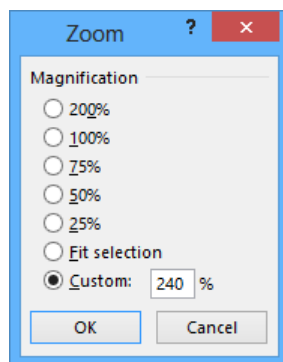 Zoom ? ×
Magnification
200%
100%
75%
50%
25%
Fit selection
Custom: 240 %
OK Cancel